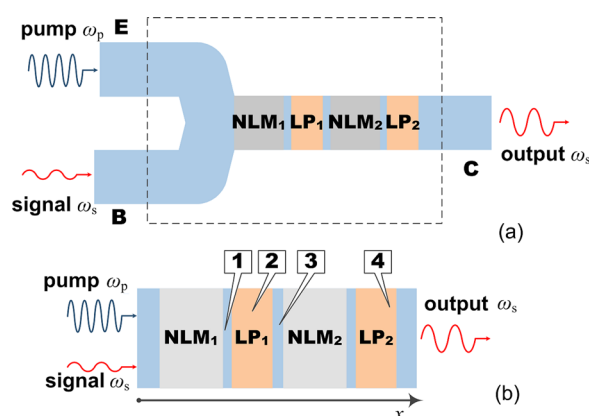 E
pump ωp
NLM1 LP1 NLM2 LP2
output ωs
C
signal ωs
B
(a)
1 2 3 4
pump ωp
output ωs
NLM1 LP1 NLM2 LP2
signal ωs
(b)
x